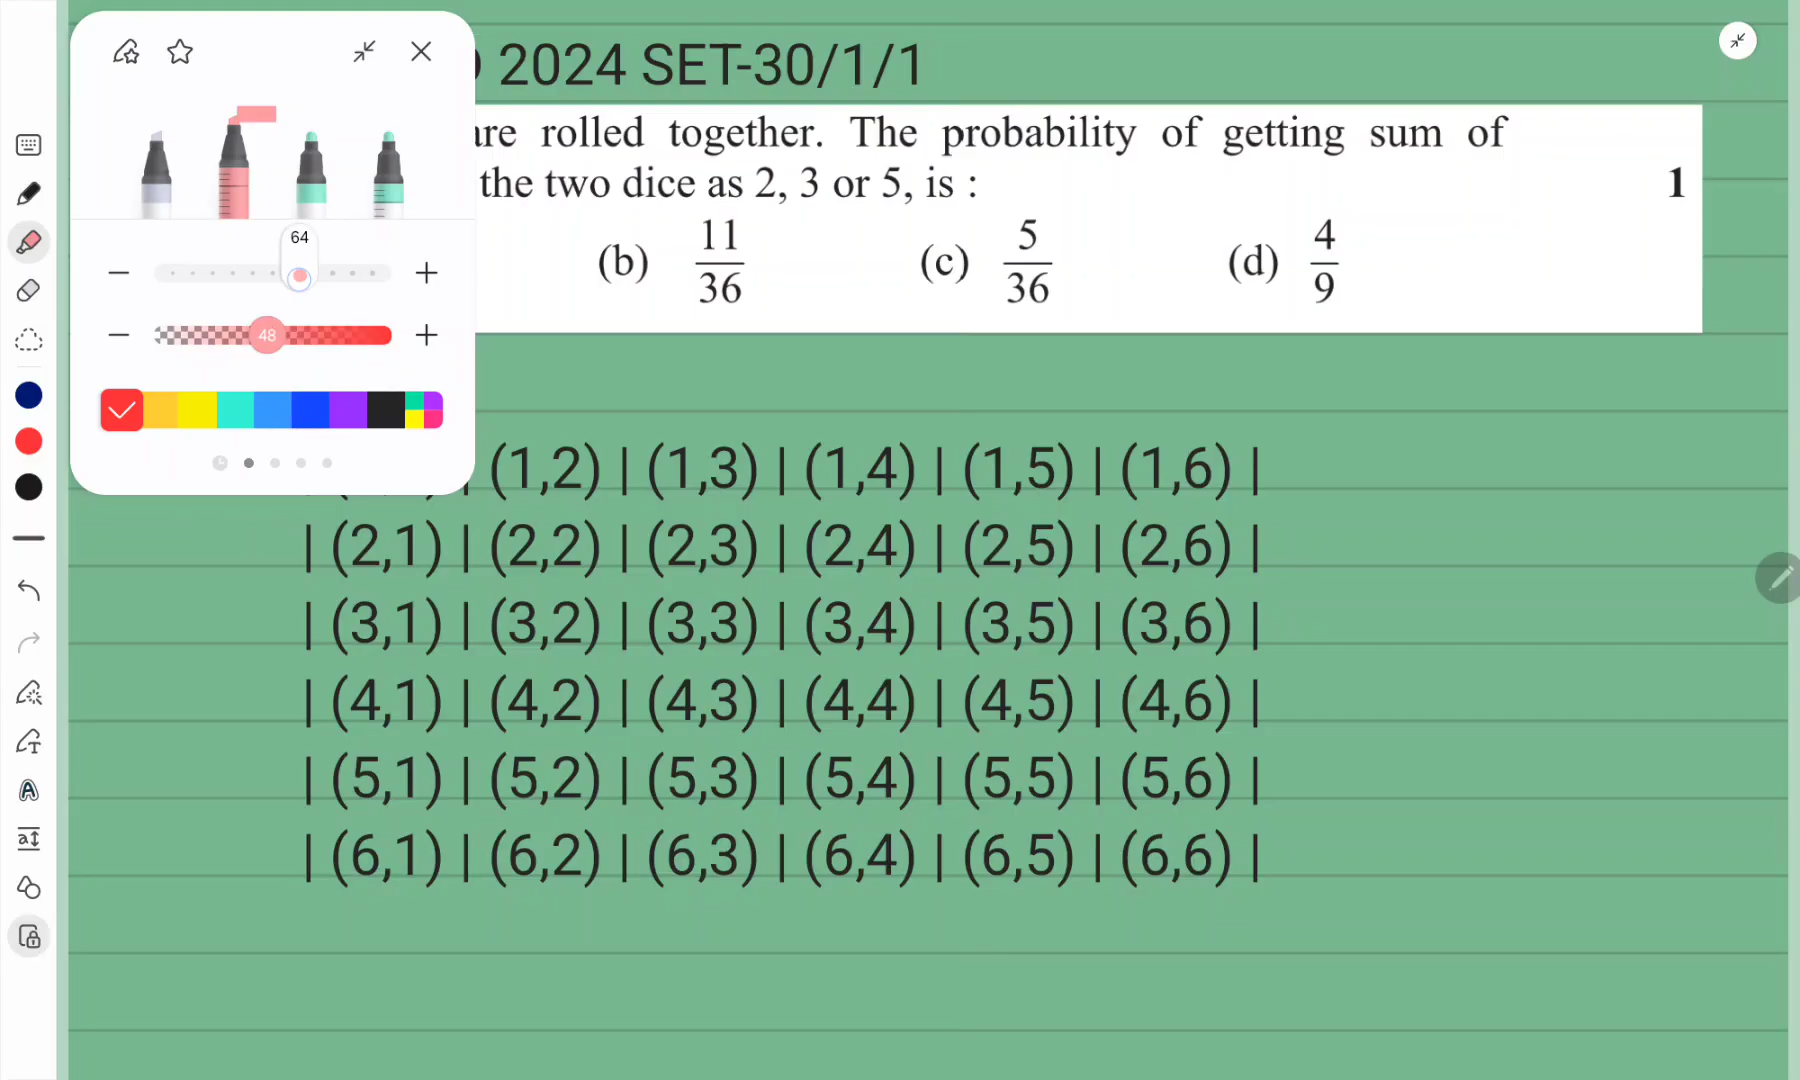 2024 SET-30/1/1
are rolled together. The probability of getting sum of
the two dice as 2, 3 or 5, is : 1
(b) 11/36 (c) 5/36 (d) 4/9
64
48
(1,2) | (1,3) | (1,4) | (1,5) | (1,6) |
| (2,1) | (2,2) | (2,3) | (2,4) | (2,5) | (2,6) |
| (3,1) | (3,2) | (3,3) | (3,4) | (3,5) | (3,6) |
| (4,1) | (4,2) | (4,3) | (4,4) | (4,5) | (4,6) |
| (5,1) | (5,2) | (5,3) | (5,4) | (5,5) | (5,6) |
| (6,1) | (6,2) | (6,3) | (6,4) | (6,5) | (6,6) |